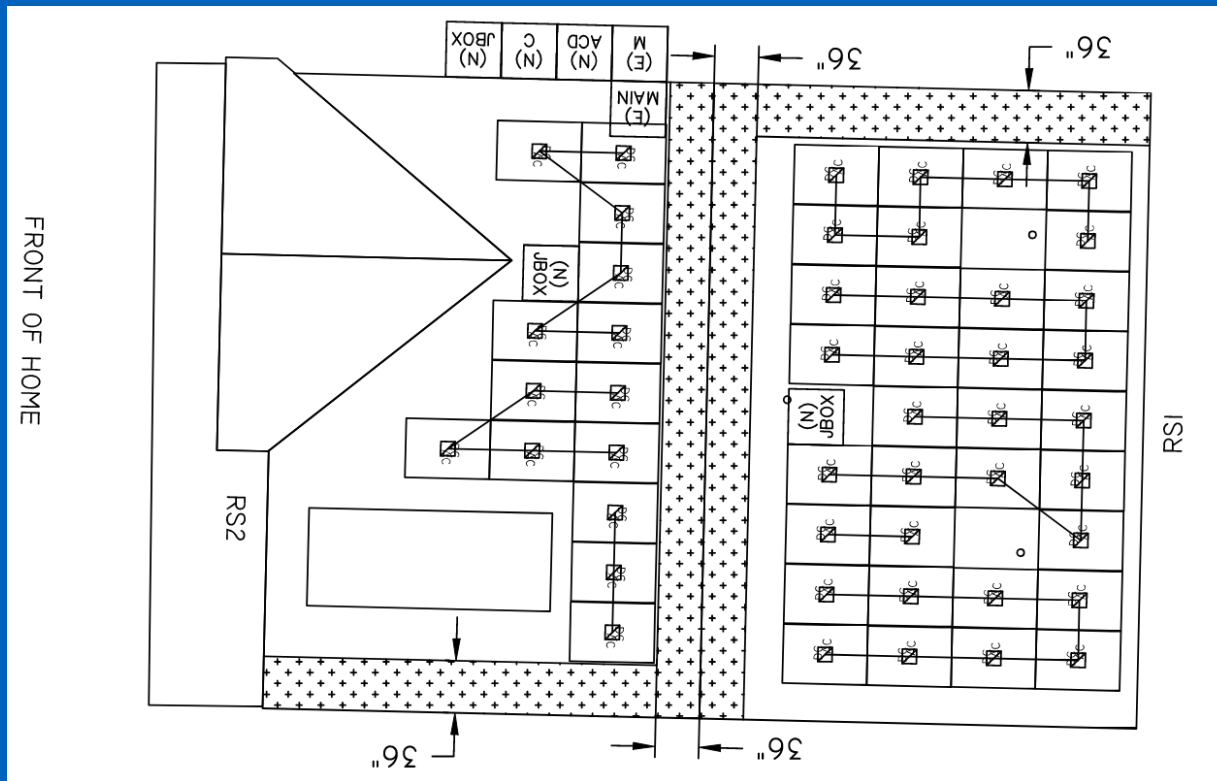 (N)
JBOX
(N)
C
(N)
ACD
(E)
M
(E)
MAIN
36"
36"
36"
36"
(N)
JBOX
(N)
JBOX
RS1
RS2
FRONT OF HOME